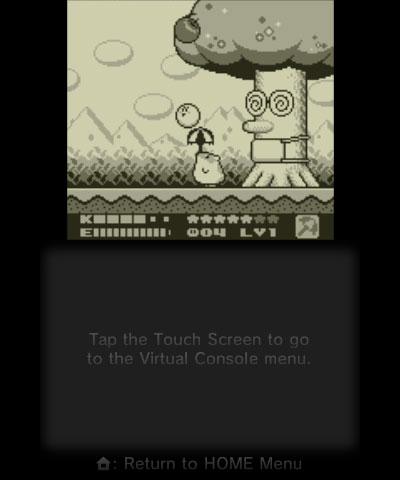 K
E 004 LV1
Tap the Touch Screen to go
to the Virtual Console menu.
: Return to HOME Menu